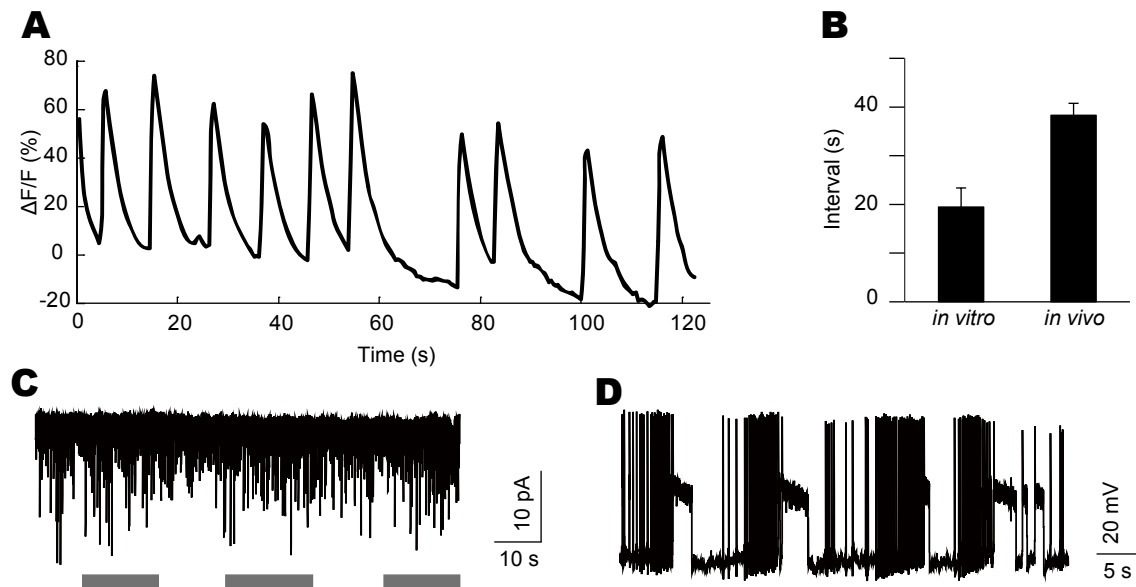 A
B
80
60
40
20
0
-20
ΔF/F (%)
0 20 40 60 80 100 120
Time (s)
40
20
0
Interval (s)
in vitro in vivo
C
D
10 pA
10 s
20 mV
5 s